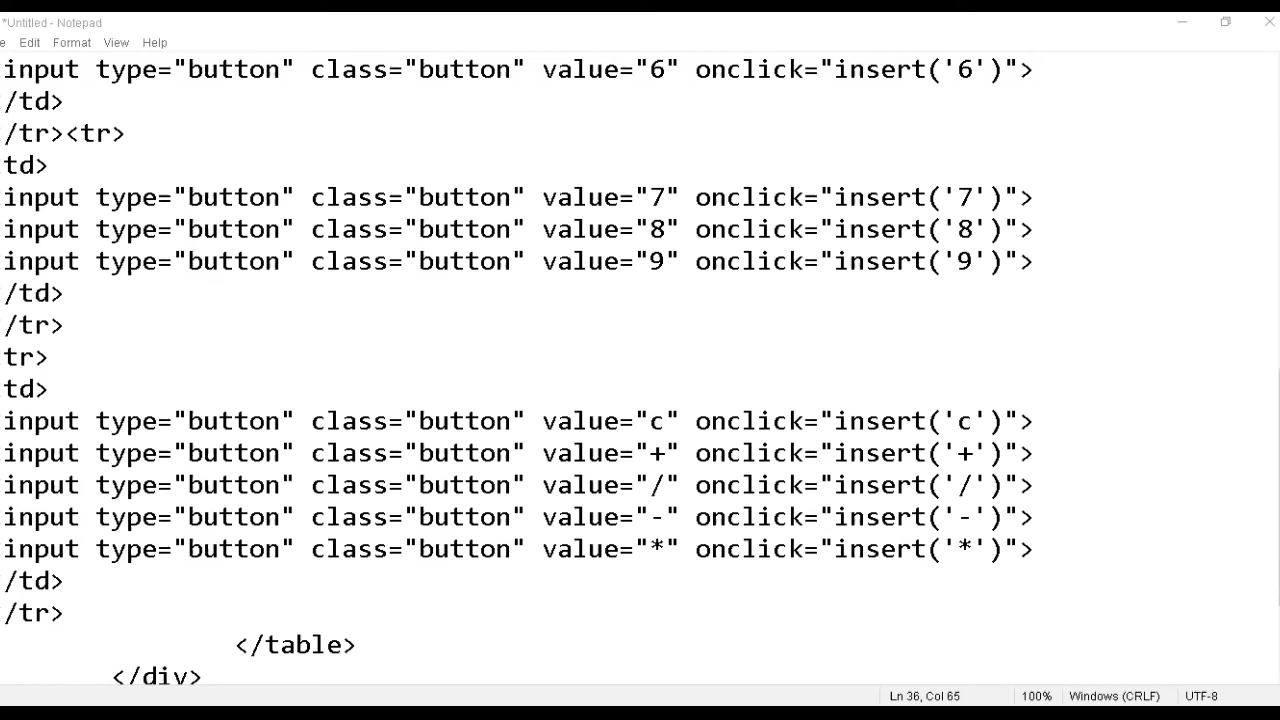 *Untitled - Notepad
e Edit Format View Help
input type="button" class="button" value="6" onclick="insert('6')">
/td>
/tr><tr>
td>
input type="button" class="button" value="7" onclick="insert('7')">
input type="button" class="button" value="8" onclick="insert('8')">
input type="button" class="button" value="9" onclick="insert('9')">
/td>
/tr>
tr>
td>
input type="button" class="button" value="c" onclick="insert('c')">
input type="button" class="button" value="+" onclick="insert('+')">
input type="button" class="button" value="/" onclick="insert('/')">
input type="button" class="button" value="-" onclick="insert('-')">
input type="button" class="button" value="*" onclick="insert('*')">
/td>
/tr>
</table>
</div>
Ln 36, Col 65 100% Windows (CRLF) UTF-8